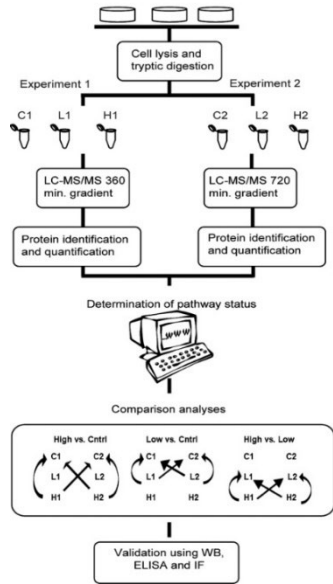 Cell lysis and
tryptic digestion
Experiment 1
Experiment 2
C1 L1 H1
C2 L2 H2
LC-MS/MS 360
min. gradient
LC-MS/MS 720
min. gradient
Protein identification
and quantification
Protein identification
and quantification
Determination of pathway status
WWW
Comparison analyses
High vs. Cntrl
Low vs. Cntrl
High vs. Low
C1 C2
C1 C2
C1 C2
L1 L2
L1 L2
L1 L2
H1 H2
H1 H2
H1 H2
Validation using WB,
ELISA and IF